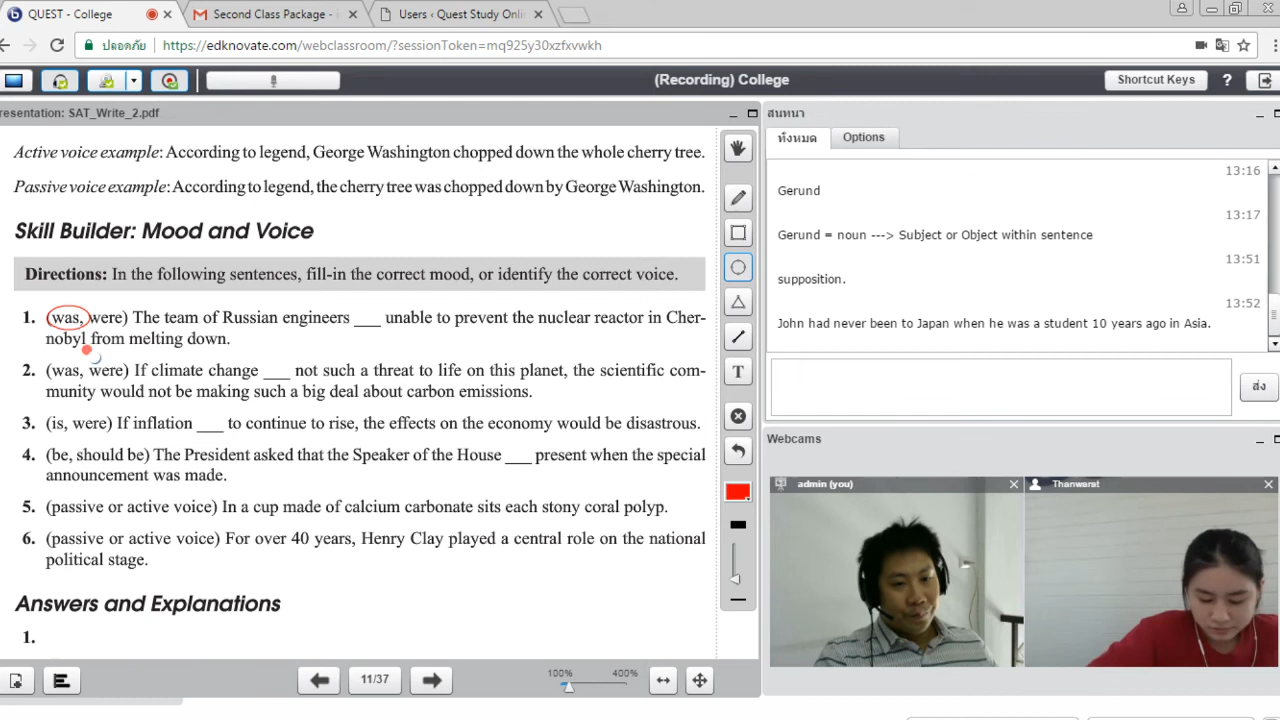 QUEST - College
Second Class Package -
Users ‹ Quest Study Onli
ปลอดภัย
https://edknovate.com/webclassroom/?sessionToken=mq925y30xzfxvwkh
(Recording) College
Shortcut Keys
?
resentation: SAT_Write_2.pdf
Active voice example: According to legend, George Washington chopped down the whole cherry tree.
Passive voice example: According to legend, the cherry tree was chopped down by George Washington.
Skill Builder: Mood and Voice
Directions: In the following sentences, fill-in the correct mood, or identify the correct voice.
1. (was, were) The team of Russian engineers ___ unable to prevent the nuclear reactor in Cher-
nobyl from melting down.
2. (was, were) If climate change ___ not such a threat to life on this planet, the scientific com-
munity would not be making such a big deal about carbon emissions.
3. (is, were) If inflation ___ to continue to rise, the effects on the economy would be disastrous.
4. (be, should be) The President asked that the Speaker of the House ___ present when the special
announcement was made.
5. (passive or active voice) In a cup made of calcium carbonate sits each stony coral polyp.
6. (passive or active voice) For over 40 years, Henry Clay played a central role on the national
political stage.
Answers and Explanations
1.
11/37
100%
400%
T
สนทนา
ทั้งหมด
Options
13:16
Gerund
13:17
Gerund = noun ---> Subject or Object within sentence
13:51
supposition.
13:52
John had never been to Japan when he was a student 10 years ago in Asia.
ส่ง
Webcams
admin (you)
Thanwarat